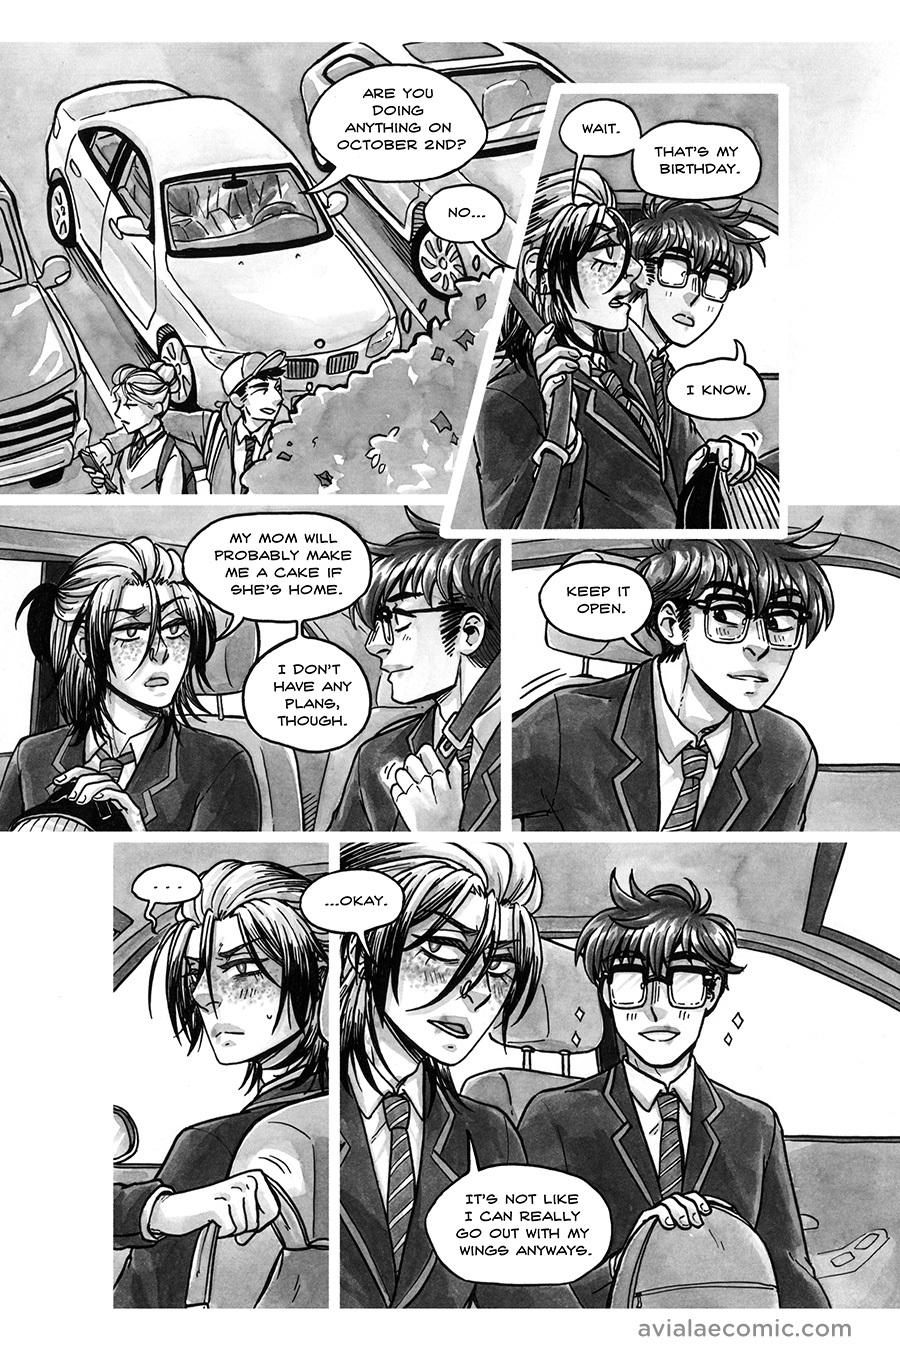 ARE YOU
DOING
ANYTHING ON
OCTOBER 2ND?
NO...
WAIT.
THAT'S MY
BIRTHDAY.
I KNOW.
MY MOM WILL
PROBABLY MAKE
ME A CAKE IF
SHE'S HOME.
I DON'T
HAVE ANY
PLANS,
THOUGH.
KEEP IT
OPEN.
...
...OKAY.
IT'S NOT LIKE
I CAN REALLY
GO OUT WITH MY
WINGS ANYWAYS.
avialaecomic.com